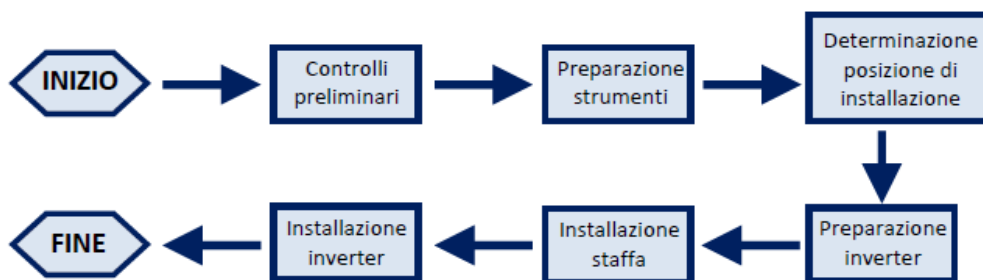 INIZIO
Controlli
preliminari
Preparazione
strumenti
Determinazione
posizione di
installazione
Preparazione
inverter
Installazione
staffa
Installazione
inverter
FINE